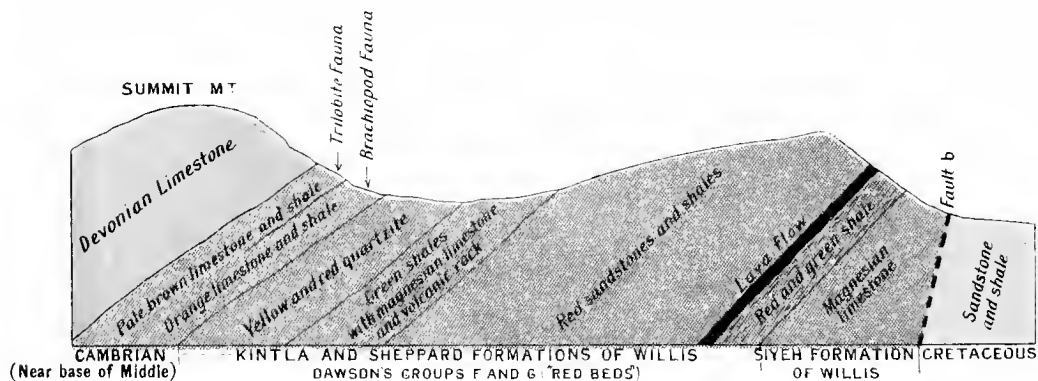 SUMMIT MT
Trilobite Fauna
Brachiopod Fauna
Devonian Limestone
Pale brown limestone and shale
Orange limestone and shale
Yellow and red quartzite
Green shales
with magnesian limestone
and volcanic rock
Red sandstones and shales
Lava flow
Red and green shale
Magnesian
limestone
Fault b
Sandstone
and shale
CAMBRIAN
(Near base of Middle)
KINTLA AND SHEPPARD FORMATIONS OF WILLIS
DAWSON'S GROUPS F AND G ("RED BEDS")
SIYEH FORMATION
OF WILLIS
CRETACEOUS